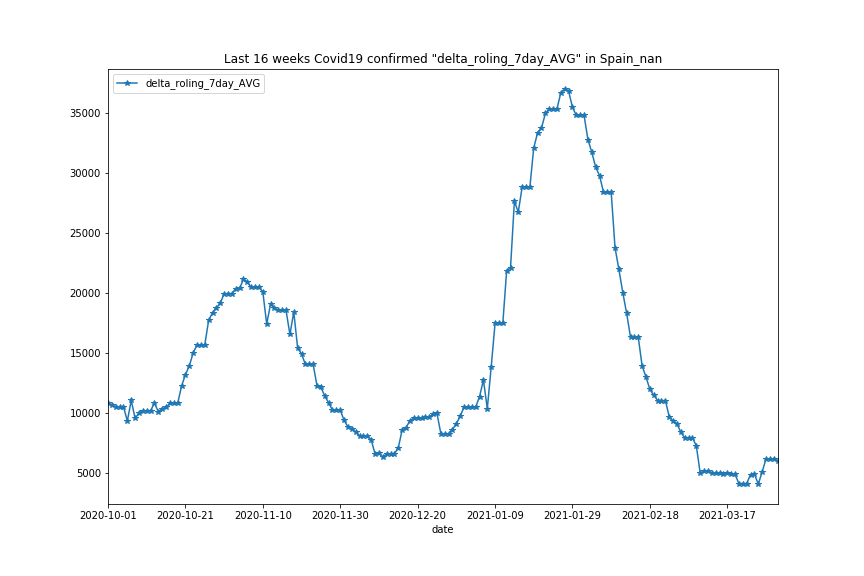 Last 16 weeks Covid19 confirmed "delta_roling_7day_AVG" in Spain_nan
delta_roling_7day_AVG
35000
30000
25000
20000
15000
10000
5000
2020-10-01 2020-10-21 2020-11-10 2020-11-30 2020-12-20 2021-01-09 2021-01-29 2021-02-18 2021-03-17
date